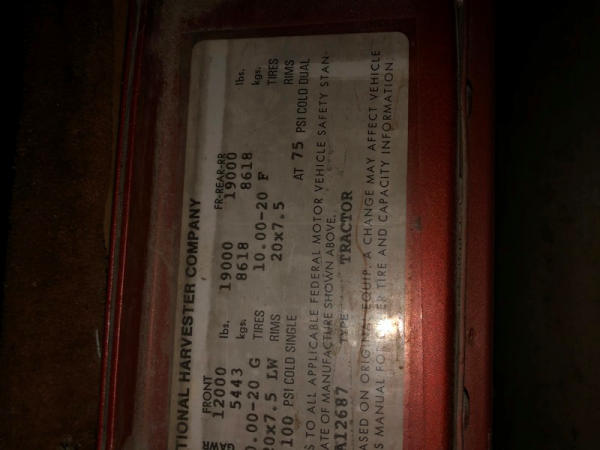 TIONAL HARVESTER COMPANY
FRONT FR-REAR-RR
GAWR 12000 lbs. 19000 19000 lbs.
5443 kgs. 8618 8618 kgs.
0.00-20 G TIRES 10.00-20 F TIRES
20x7.5 LW RIMS 20x7.5 RIMS
100 PSI COLD SINGLE AT 75 PSI COLD DUAL
S TO ALL APPLICABLE FEDERAL MOTOR VEHICLE SAFETY STAN-
ATE OF MANUFACTURE SHOWN ABOVE.
A12687 TYPE TRACTOR
ASED ON ORIGINAL EQUIP. A CHANGE MAY AFFECT VEHICLE
S MANUAL FOR TIRE AND CAPACITY INFORMATION